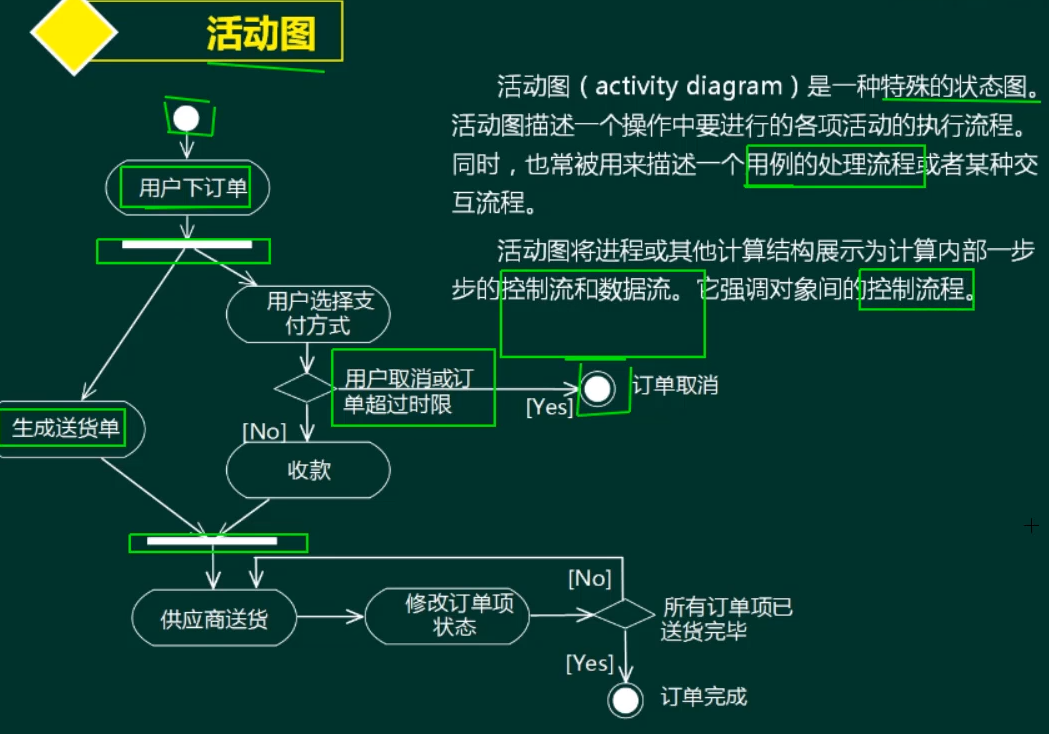 活动图
活动图（activity diagram）是一种特殊的状态图。
活动图描述一个操作中要进行的各项活动的执行流程。
同时，也常被用来描述一个用例的处理流程或者某种交
互流程。
活动图将进程或其他计算结构展示为计算内部一步
步的控制流和数据流。它强调对象间的控制流程。
用户下订单
用户选择支
付方式
用户取消或订
单超过时限
[Yes]
订单取消
生成送货单
[No]
收款
供应商送货
修改订单项
状态
[No]
所有订单项已
送货完毕
[Yes]
订单完成